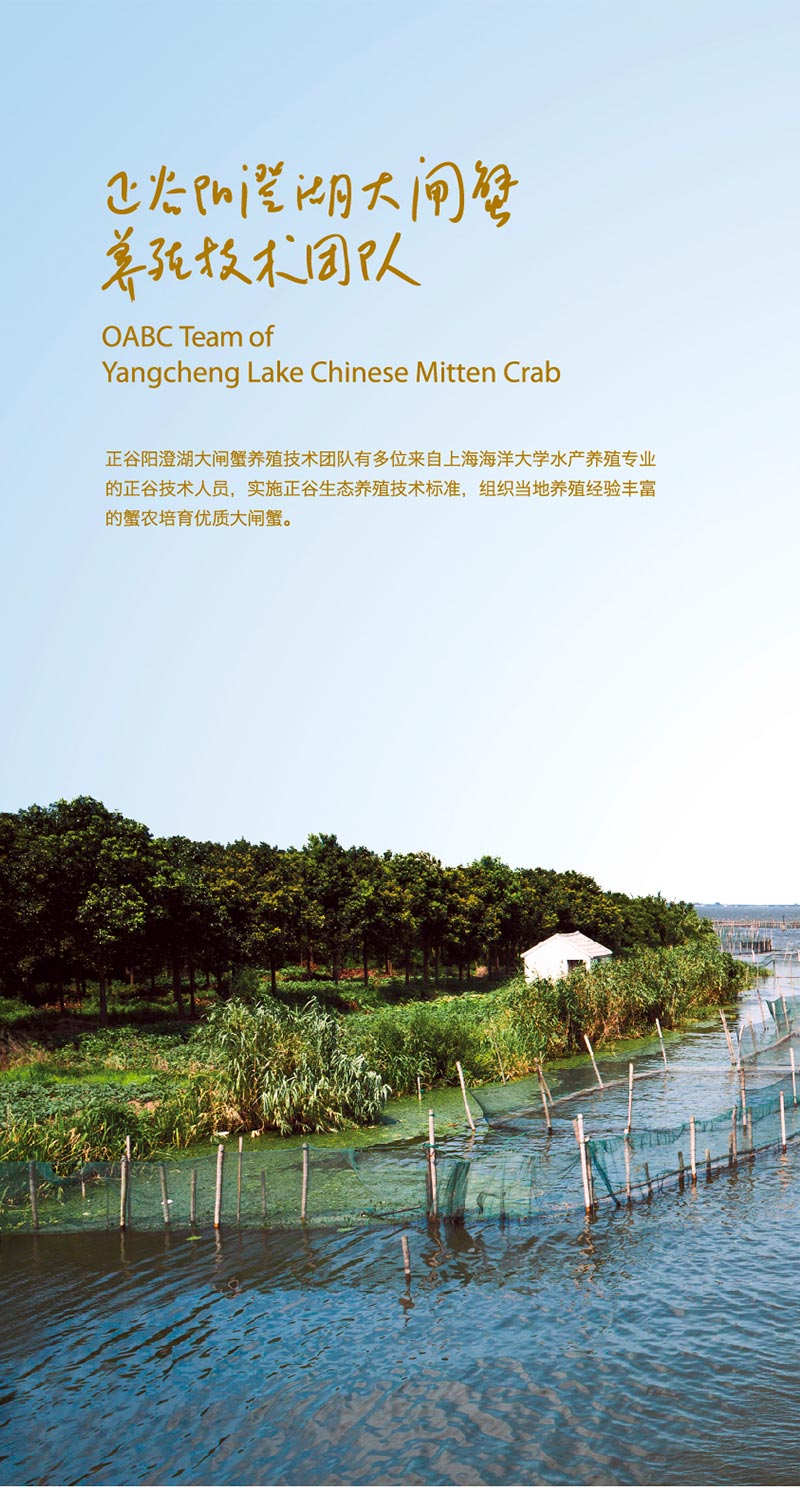 正谷阳澄湖大闸蟹
养殖技术团队
OABC Team of
Yangcheng Lake Chinese Mitten Crab
正谷阳澄湖大闸蟹养殖技术团队有多位来自上海海洋大学水产养殖专业
的正谷技术人员，实施正谷生态养殖技术标准，组织当地养殖经验丰富
的蟹农培育优质大闸蟹。